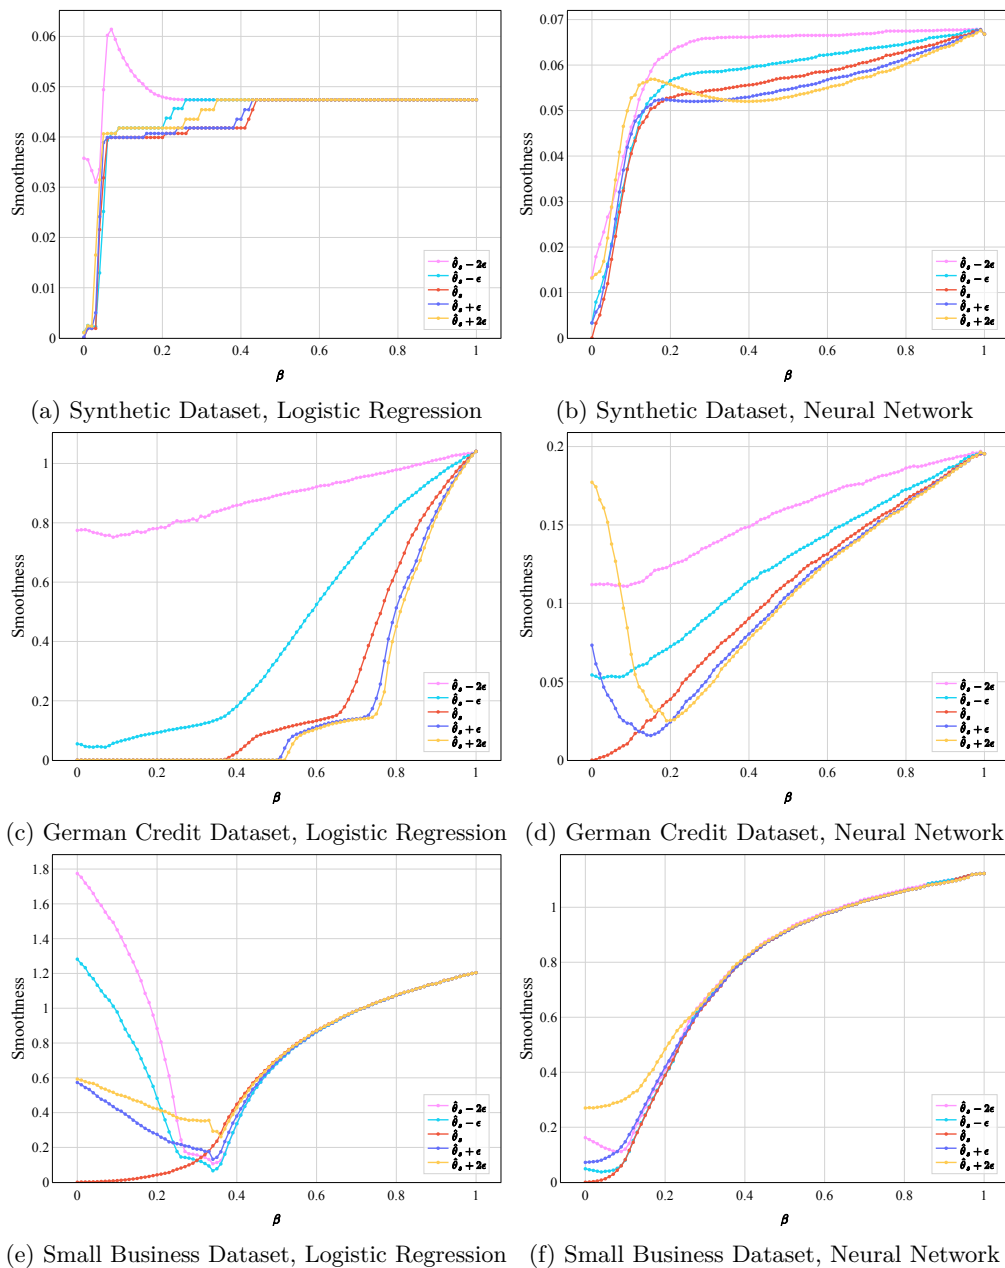 0.06
0.05
0.04
0.03
0.02
0.01
0
Smoothness
0
0.2
0.4
0.6
0.8
1
β
θ̂ₛ − 2ϵ
θ̂ₛ − ϵ
θ̂ₛ
θ̂ₛ + ϵ
θ̂ₛ + 2ϵ
(a) Synthetic Dataset, Logistic Regression
0.07
0.06
0.05
0.04
0.03
0.02
0.01
0
Smoothness
0
0.2
0.4
0.6
0.8
1
β
θ̂ₛ − 2ϵ
θ̂ₛ − ϵ
θ̂ₛ
θ̂ₛ + ϵ
θ̂ₛ + 2ϵ
(b) Synthetic Dataset, Neural Network
1
0.8
0.6
0.4
0.2
0
Smoothness
0
0.2
0.4
0.6
0.8
1
β
θ̂ₛ − 2ϵ
θ̂ₛ − ϵ
θ̂ₛ
θ̂ₛ + ϵ
θ̂ₛ + 2ϵ
(c) German Credit Dataset, Logistic Regression
0.2
0.15
0.1
0.05
0
Smoothness
0
0.2
0.4
0.6
0.8
1
β
θ̂ₛ − 2ϵ
θ̂ₛ − ϵ
θ̂ₛ
θ̂ₛ + ϵ
θ̂ₛ + 2ϵ
(d) German Credit Dataset, Neural Network
1.8
1.6
1.4
1.2
1
0.8
0.6
0.4
0.2
0
Smoothness
0
0.2
0.4
0.6
0.8
1
β
θ̂ₛ − 2ϵ
θ̂ₛ − ϵ
θ̂ₛ
θ̂ₛ + ϵ
θ̂ₛ + 2ϵ
(e) Small Business Dataset, Logistic Regression
1
0.8
0.6
0.4
0.2
0
Smoothness
0
0.2
0.4
0.6
0.8
1
β
θ̂ₛ − 2ϵ
θ̂ₛ − ϵ
θ̂ₛ
θ̂ₛ + ϵ
θ̂ₛ + 2ϵ
(f) Small Business Dataset, Neural Network